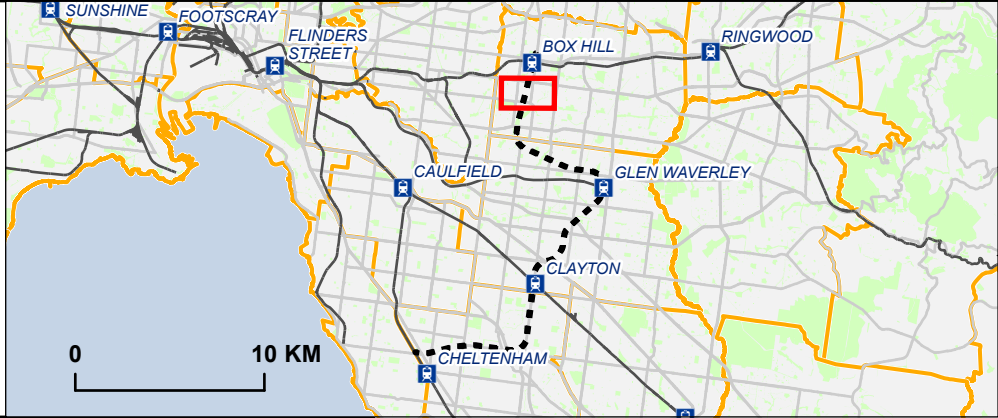 SUNSHINE
FOOTSCRAY
FLINDERS
STREET
BOX HILL
RINGWOOD
CAULFIELD
GLEN WAVERLEY
CLAYTON
CHELTENHAM
0 10 KM